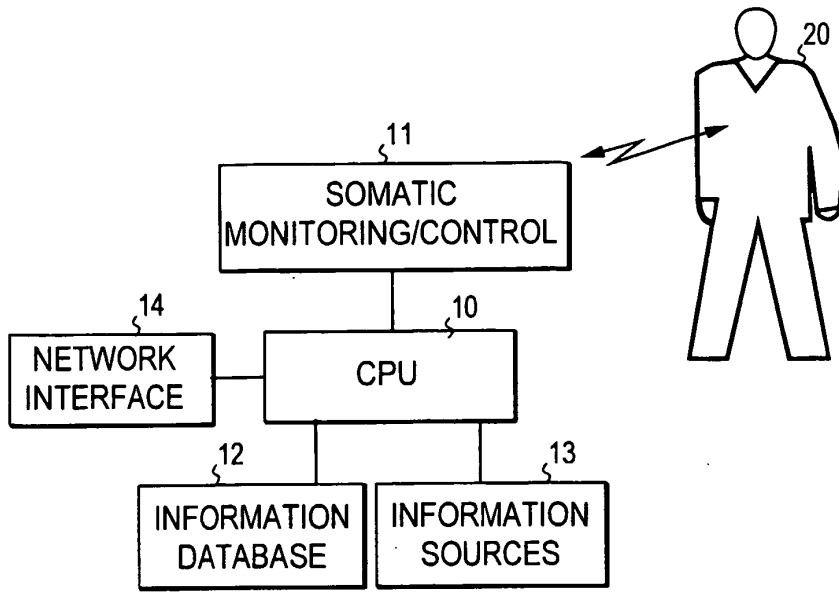 20
11
SOMATIC
MONITORING/CONTROL
14
10
NETWORK
INTERFACE
CPU
12
13
INFORMATION
DATABASE
INFORMATION
SOURCES